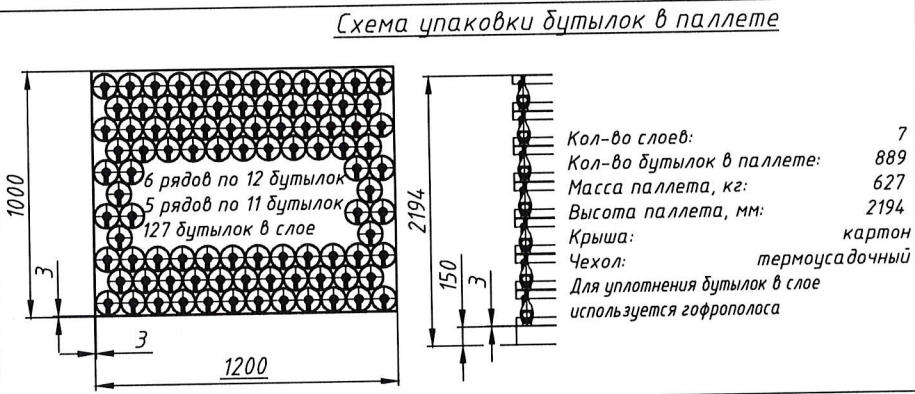 Схема упаковки бутылок в паллете
1000
3
3
1200
6 рядов по 12 бутылок
5 рядов по 11 бутылок
127 бутылок в слое
2194
150
3
Кол-во слоев: 7
Кол-во бутылок в паллете: 889
Масса паллета, кг: 627
Высота паллета, мм: 2194
Крыша: картон
Чехол: термоусадочный
Для уплотнения бутылок в слое
используется гофрополоса